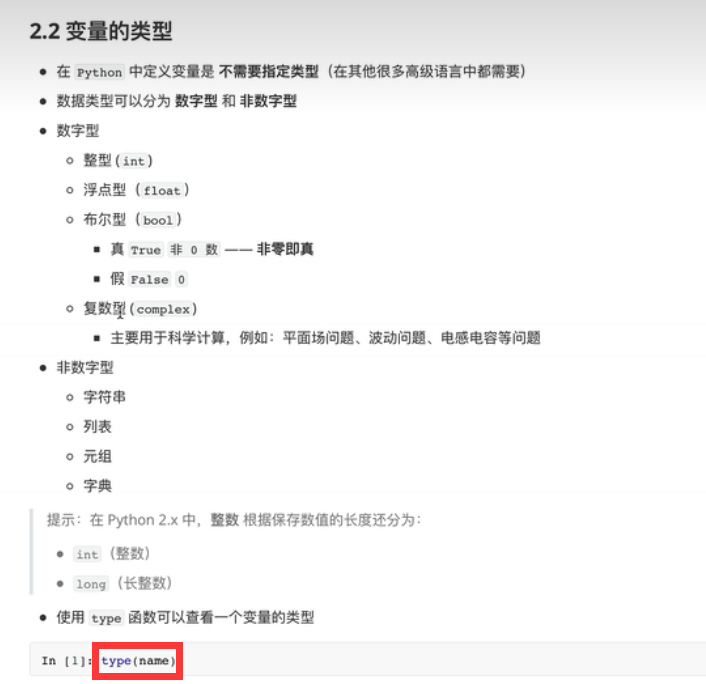 2.2 变量的类型
在 Python 中定义变量是 不需要指定类型（在其他很多高级语言中都需要）
数据类型可以分为 数字型 和 非数字型
数字型
整型 (int)
浮点型（float）
布尔型（bool）
真 True 非 0 数 —— 非零即真
假 False 0
复数型 (complex)
主要用于科学计算，例如：平面场问题、波动问题、电感电容等问题
非数字型
字符串
列表
元组
字典
提示：在 Python 2.x 中，整数 根据保存数值的长度还分为：
int（整数）
long（长整数）
使用 type 函数可以查看一个变量的类型
In [1]: type(name)